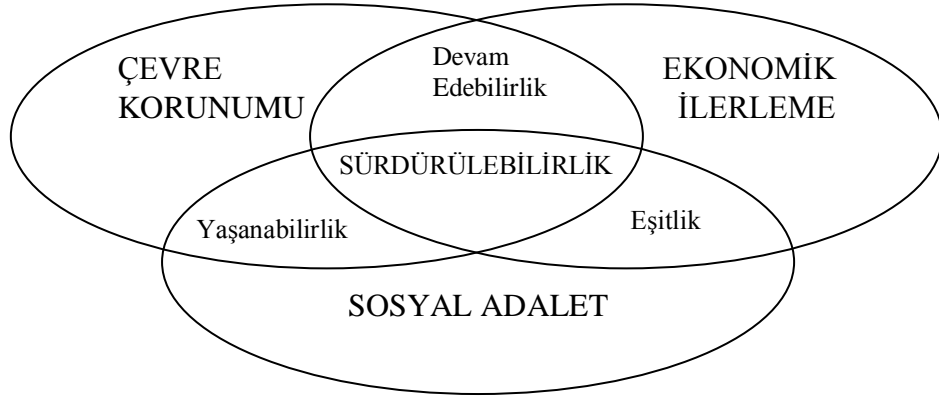 ÇEVRE
KORUNUMU
Devam
Edebilirlik
EKONOMİK
İLERLEME
SÜRDÜRÜLEBİLİRLİK
Yaşanabilirlik
Eşitlik
SOSYAL ADALET